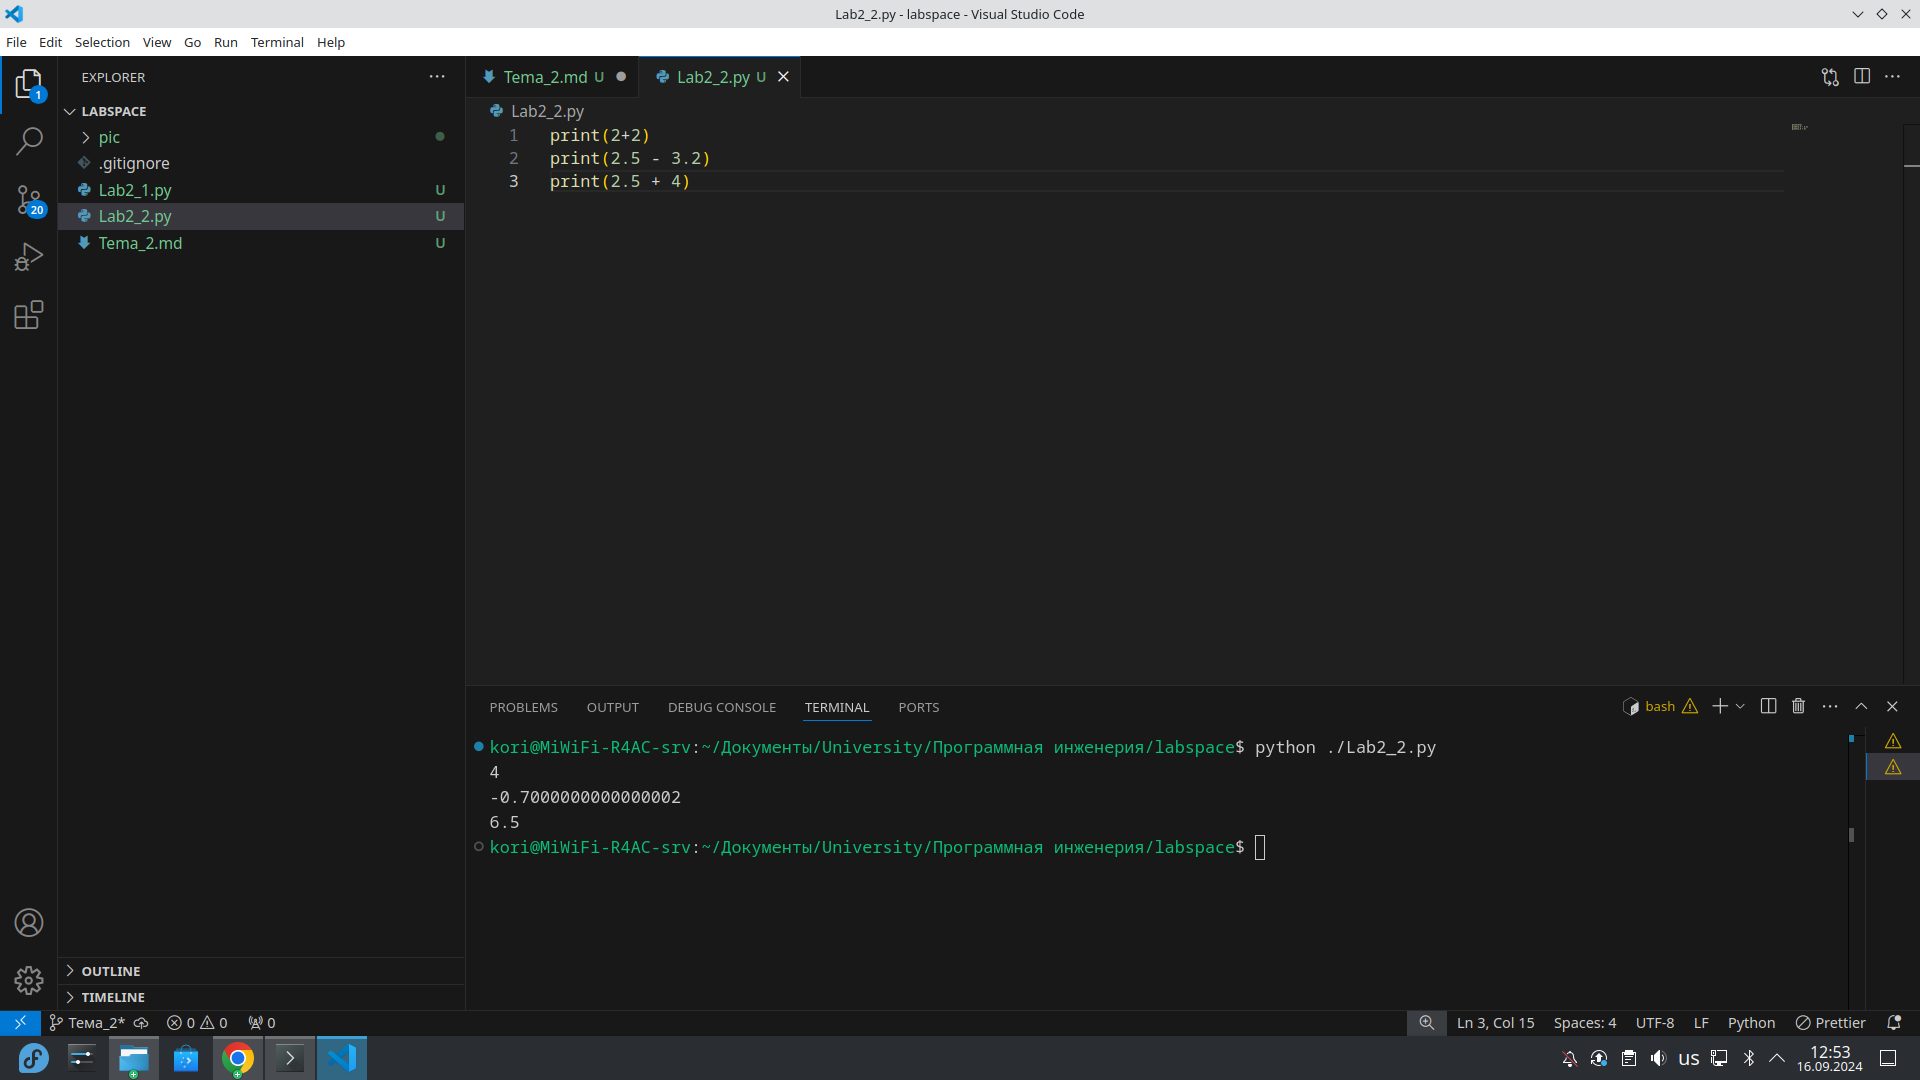 Lab2_2.py - labspace - Visual Studio Code
File Edit Selection View Go Run Terminal Help
EXPLORER
LABSPACE
pic
.gitignore
Lab2_1.py U
Lab2_2.py U
Tema_2.md U
OUTLINE
TIMELINE
1
20
Tema_2.md U
Lab2_2.py U
Lab2_2.py
1 print(2+2)
2 print(2.5 - 3.2)
3 print(2.5 + 4)
PROBLEMS OUTPUT DEBUG CONSOLE TERMINAL PORTS
bash
kori@MiWiFi-R4AC-srv:~/Документы/University/Программная инженерия/labspace$ python ./Lab2_2.py
4
-0.7000000000000002
6.5
kori@MiWiFi-R4AC-srv:~/Документы/University/Программная инженерия/labspace$
Тема_2* 0 0 0 Ln 3, Col 15 Spaces: 4 UTF-8 LF Python Prettier
us 12:53
16.09.2024